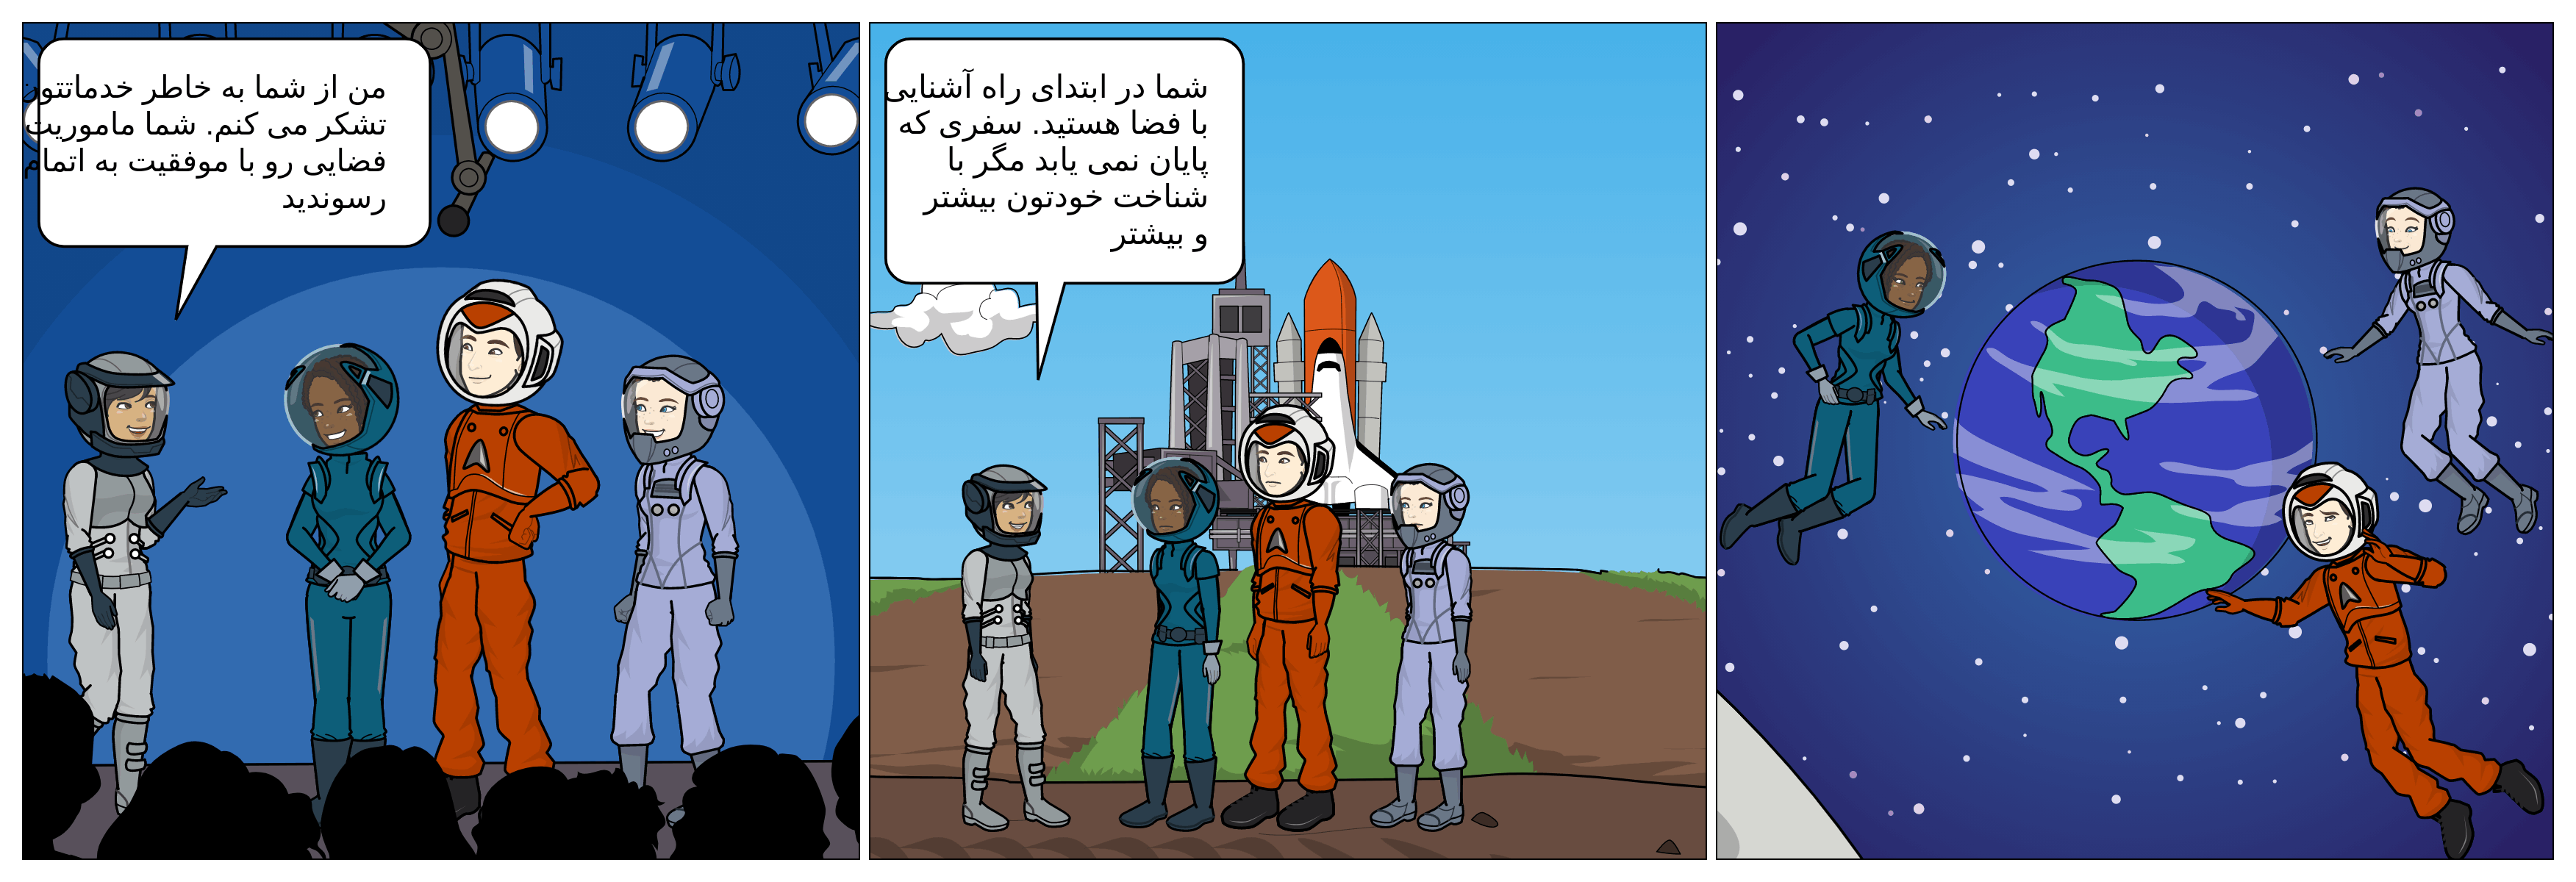 من از شما به خاطر خدماتتون
تشکر می کنم. شما ماموریت
فضایی رو با موفقیت به اتمام
رسوندید
شما در ابتدای راه آشنایی
با فضا هستید. سفری که
پایان نمی یابد مگر با
شناخت خودتون بیشتر
و بیشتر